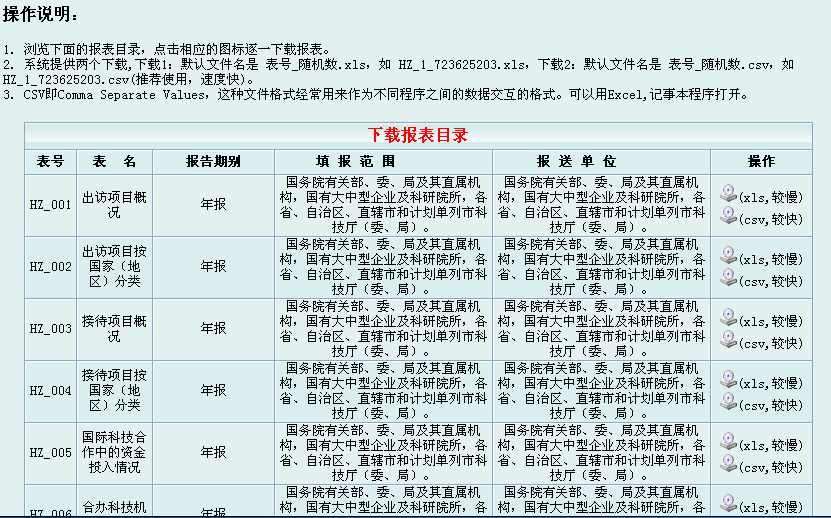 操作说明：
1. 浏览下面的报表目录，点击相应的图标逐一下载报表。
2. 系统提供两个下载,下载1：默认文件名是 表号_随机数.xls，如 HZ_1_723625203.xls，下载2：默认文件名是 表号_随机数.csv，如
HZ_1_723625203.csv(推荐使用，速度快)。
3. CSV即Comma Separate Values，这种文件格式经常用来作为不同程序之间的数据交互的格式。可以用Excel,记事本程序打开。
下载报表目录
表号 表 名 报告期别 填 报 范 围 报 送 单 位 操作
HZ_001
出访项目概
况
年报
国务院有关部、委、局及其直属机
构，国有大中型企业及科研院所，各
省、自治区、直辖市和计划单列市科
技厅（委、局）。
国务院有关部、委、局及其直属机
构，国有大中型企业及科研院所，各
省、自治区、直辖市和计划单列市科
技厅（委、局）。
(xls,较慢)
(csv,较快)
HZ_002
出访项目按
国家（地
区）分类
年报
国务院有关部、委、局及其直属机
构，国有大中型企业及科研院所，各
省、自治区、直辖市和计划单列市科
技厅（委、局）。
国务院有关部、委、局及其直属机
构，国有大中型企业及科研院所，各
省、自治区、直辖市和计划单列市科
技厅（委、局）。
(xls,较慢)
(csv,较快)
HZ_003
接待项目概
况
年报
国务院有关部、委、局及其直属机
构，国有大中型企业及科研院所，各
省、自治区、直辖市和计划单列市科
技厅（委、局）。
国务院有关部、委、局及其直属机
构，国有大中型企业及科研院所，各
省、自治区、直辖市和计划单列市科
技厅（委、局）。
(xls,较慢)
(csv,较快)
HZ_004
接待项目按
国家（地
区）分类
年报
国务院有关部、委、局及其直属机
构，国有大中型企业及科研院所，各
省、自治区、直辖市和计划单列市科
技厅（委、局）。
国务院有关部、委、局及其直属机
构，国有大中型企业及科研院所，各
省、自治区、直辖市和计划单列市科
技厅（委、局）。
(xls,较慢)
(csv,较快)
HZ_005
国际科技合
作中的资金
投入情况
年报
国务院有关部、委、局及其直属机
构，国有大中型企业及科研院所，各
省、自治区、直辖市和计划单列市科
技厅（委、局）。
国务院有关部、委、局及其直属机
构，国有大中型企业及科研院所，各
省、自治区、直辖市和计划单列市科
技厅（委、局）。
(xls,较慢)
(csv,较快)
HZ_006
合办科技机
年报
国务院有关部、委、局及其直属机
构，国有大中型企业及科研院所，各
国务院有关部、委、局及其直属机
构，国有大中型企业及科研院所，各
(xls,较慢)